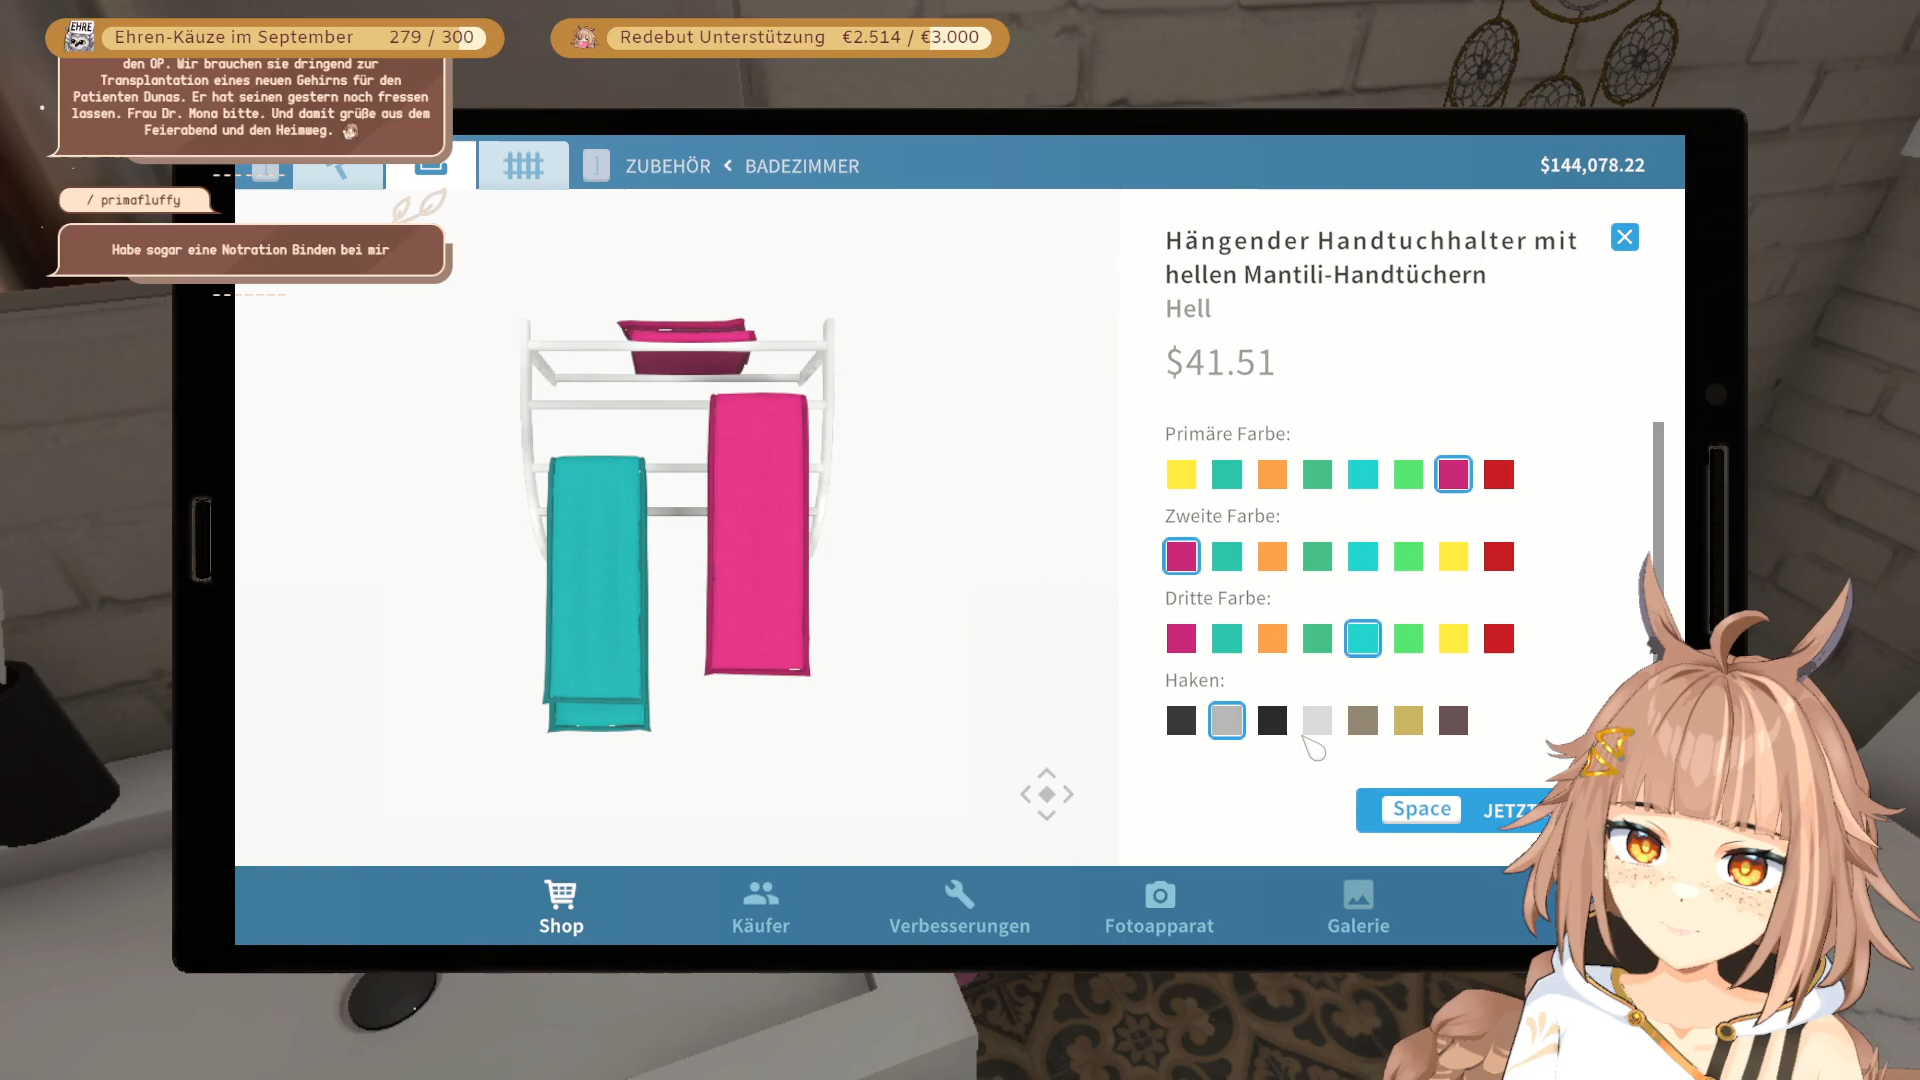 EHRE
Ehren-Käuze im September 279 / 300
Redebut Unterstützung €2.514 / €3.000
den OP. Wir brauchen sie dringend zur
Transplantation eines neuen Gehirns für den
Patienten Dunas. Er hat seinen gestern noch fressen
lassen. Frau Dr. Mona bitte. Und damit grüße aus dem
Feierabend und den Heimweg.
/ primafluffy
Habe sogar eine Notration Binden bei mir
] ZUBEHÖR < BADEZIMMER
$144,078.22
Hängender Handtuchhalter mit
hellen Mantili-Handtüchern
Hell
$41.51
Primäre Farbe:
Zweite Farbe:
Dritte Farbe:
Haken:
Space JETZT
Shop
Käufer
Verbesserungen
Fotoapparat
Galerie